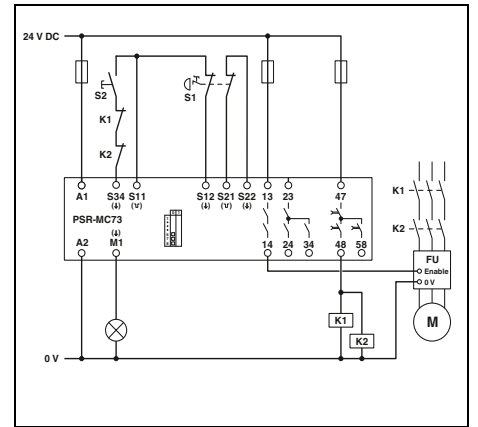 24 V DC
S2
S1
K1
K2
A1 S34 S11 S12 S21 S22 13 23 47
(↓) (↓) (↓)
PSR-MC73
(↓)
A2 M1 14 24 34 48 58
K1
K2
FU
Enable
0 V
K1
K2
M
0 V